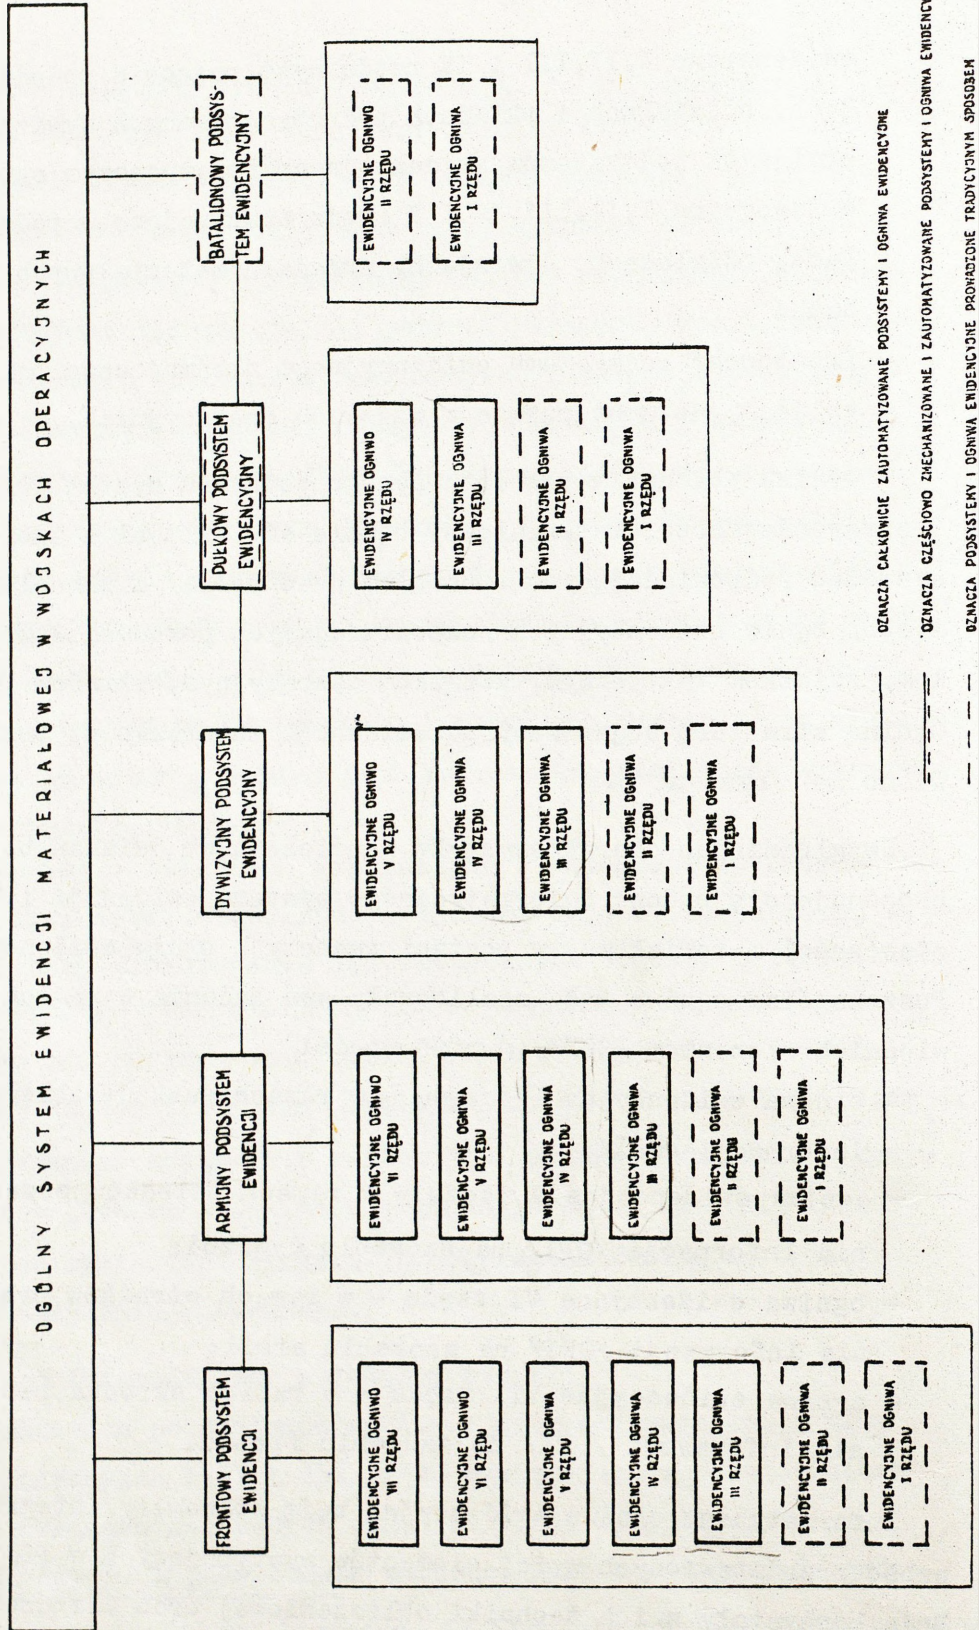 OGÓLNY SYSTEM EWIDENCJI MATERIAŁOWEJ W WOJSKACH OPERACYJNYCH
FRONTOWY PODSYSTEM
EWIDENCJI
EWIDENCYJNE OGNIWO
VII RZĘDU
EWIDENCYJNE OGNIWO
VI RZĘDU
EWIDENCYJNE OGNIWA
V RZĘDU
EWIDENCYJNE OGNIWA
IV RZĘDU
EWIDENCYJNE OGNIWA
III RZĘDU
EWIDENCYJNE OGNIWA
II RZĘDU
EWIDENCYJNE OGNIWA
I RZĘDU
ARMIJNY PODSYSTEM
EWIDENCJI
EWIDENCYJNE OGNIWO
VI RZĘDU
EWIDENCYJNE OGNIWA
V RZĘDU
EWIDENCYJNE OGNIWA
IV RZĘDU
EWIDENCYJNE OGNIWA
III RZĘDU
EWIDENCYJNE OGNIWA
II RZĘDU
EWIDENCYJNE OGNIWA
I RZĘDU
DYWIZYJNY PODSYSTEM
EWIDENCYJNY
EWIDENCYJNE OGNIWO
V RZĘDU
EWIDENCYJNE OGNIWA
IV RZĘDU
EWIDENCYJNE OGNIWA
III RZĘDU
EWIDENCYJNE OGNIWA
II RZĘDU
EWIDENCYJNE OGNIWA
I RZĘDU
PUŁKOWY PODSYSTEM
EWIDENCYJNY
EWIDENCYJNE OGNIWO
IV RZĘDU
EWIDENCYJNE OGNIWA
III RZĘDU
EWIDENCYJNE OGNIWA
II RZĘDU
EWIDENCYJNE OGNIWA
I RZĘDU
BATALIONOWY PODSYS-
TEM EWIDENCYJNY
EWIDENCYJNE OGNIWO
II RZĘDU
EWIDENCYJNE OGNIWA
I RZĘDU
OZNACZA CAŁKOWICIE ZAUTOMATYZOWANE PODSYSTEMY I OGNIWA EWIDENCYJNE
OZNACZA CZĘŚCIOWO ZMECHANIZOWANE I ZAUTOMATYZOWANE PODSYSTEMY I OGNIWA
OZNACZA PODSYSTEMY I OGNIWA EWIDENCYJNE PROWADZONE TRADYCYJNYM SPOSOBEM